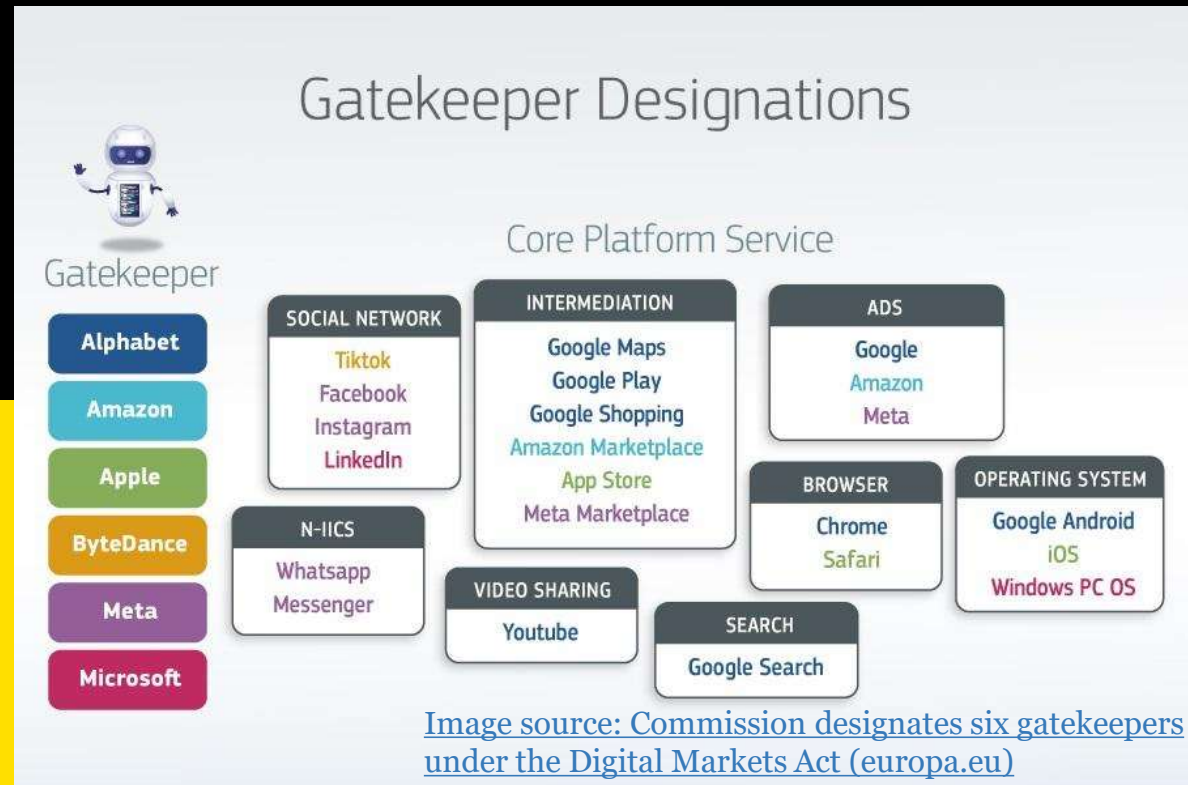 Gatekeeper Designations
Gatekeeper
Alphabet
Amazon
Apple
ByteDance
Meta
Microsoft
Core Platform Service
SOCIAL NETWORK
Tiktok
Facebook
Instagram
LinkedIn
INTERMEDIATION
Google Maps
Google Play
Google Shopping
Amazon Marketplace
App Store
Meta Marketplace
ADS
Google
Amazon
Meta
N-IICS
Whatsapp
Messenger
VIDEO SHARING
Youtube
BROWSER
Chrome
Safari
OPERATING SYSTEM
Google Android
iOS
Windows PC OS
SEARCH
Google Search
Image source: Commission designates six gatekeepers
under the Digital Markets Act (europa.eu)